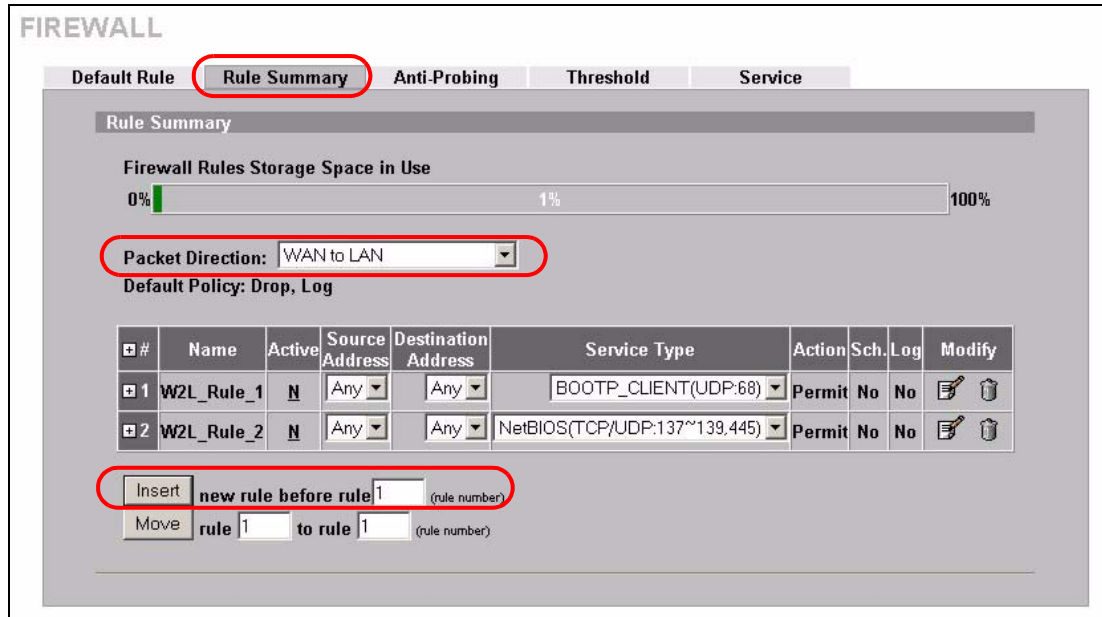 FIREWALL
Default Rule Rule Summary Anti-Probing Threshold Service
Rule Summary
Firewall Rules Storage Space in Use
0% 1% 100%
Packet Direction: WAN to LAN
Default Policy: Drop, Log
# Name Active Source Address Destination Address Service Type Action Sch. Log Modify
1 W2L_Rule_1 N Any Any BOOTP_CLIENT(UDP:68) Permit No No
2 W2L_Rule_2 N Any Any NetBIOS(TCP/UDP:137~139,445) Permit No No
Insert new rule before rule 1 (rule number)
Move rule 1 to rule 1 (rule number)